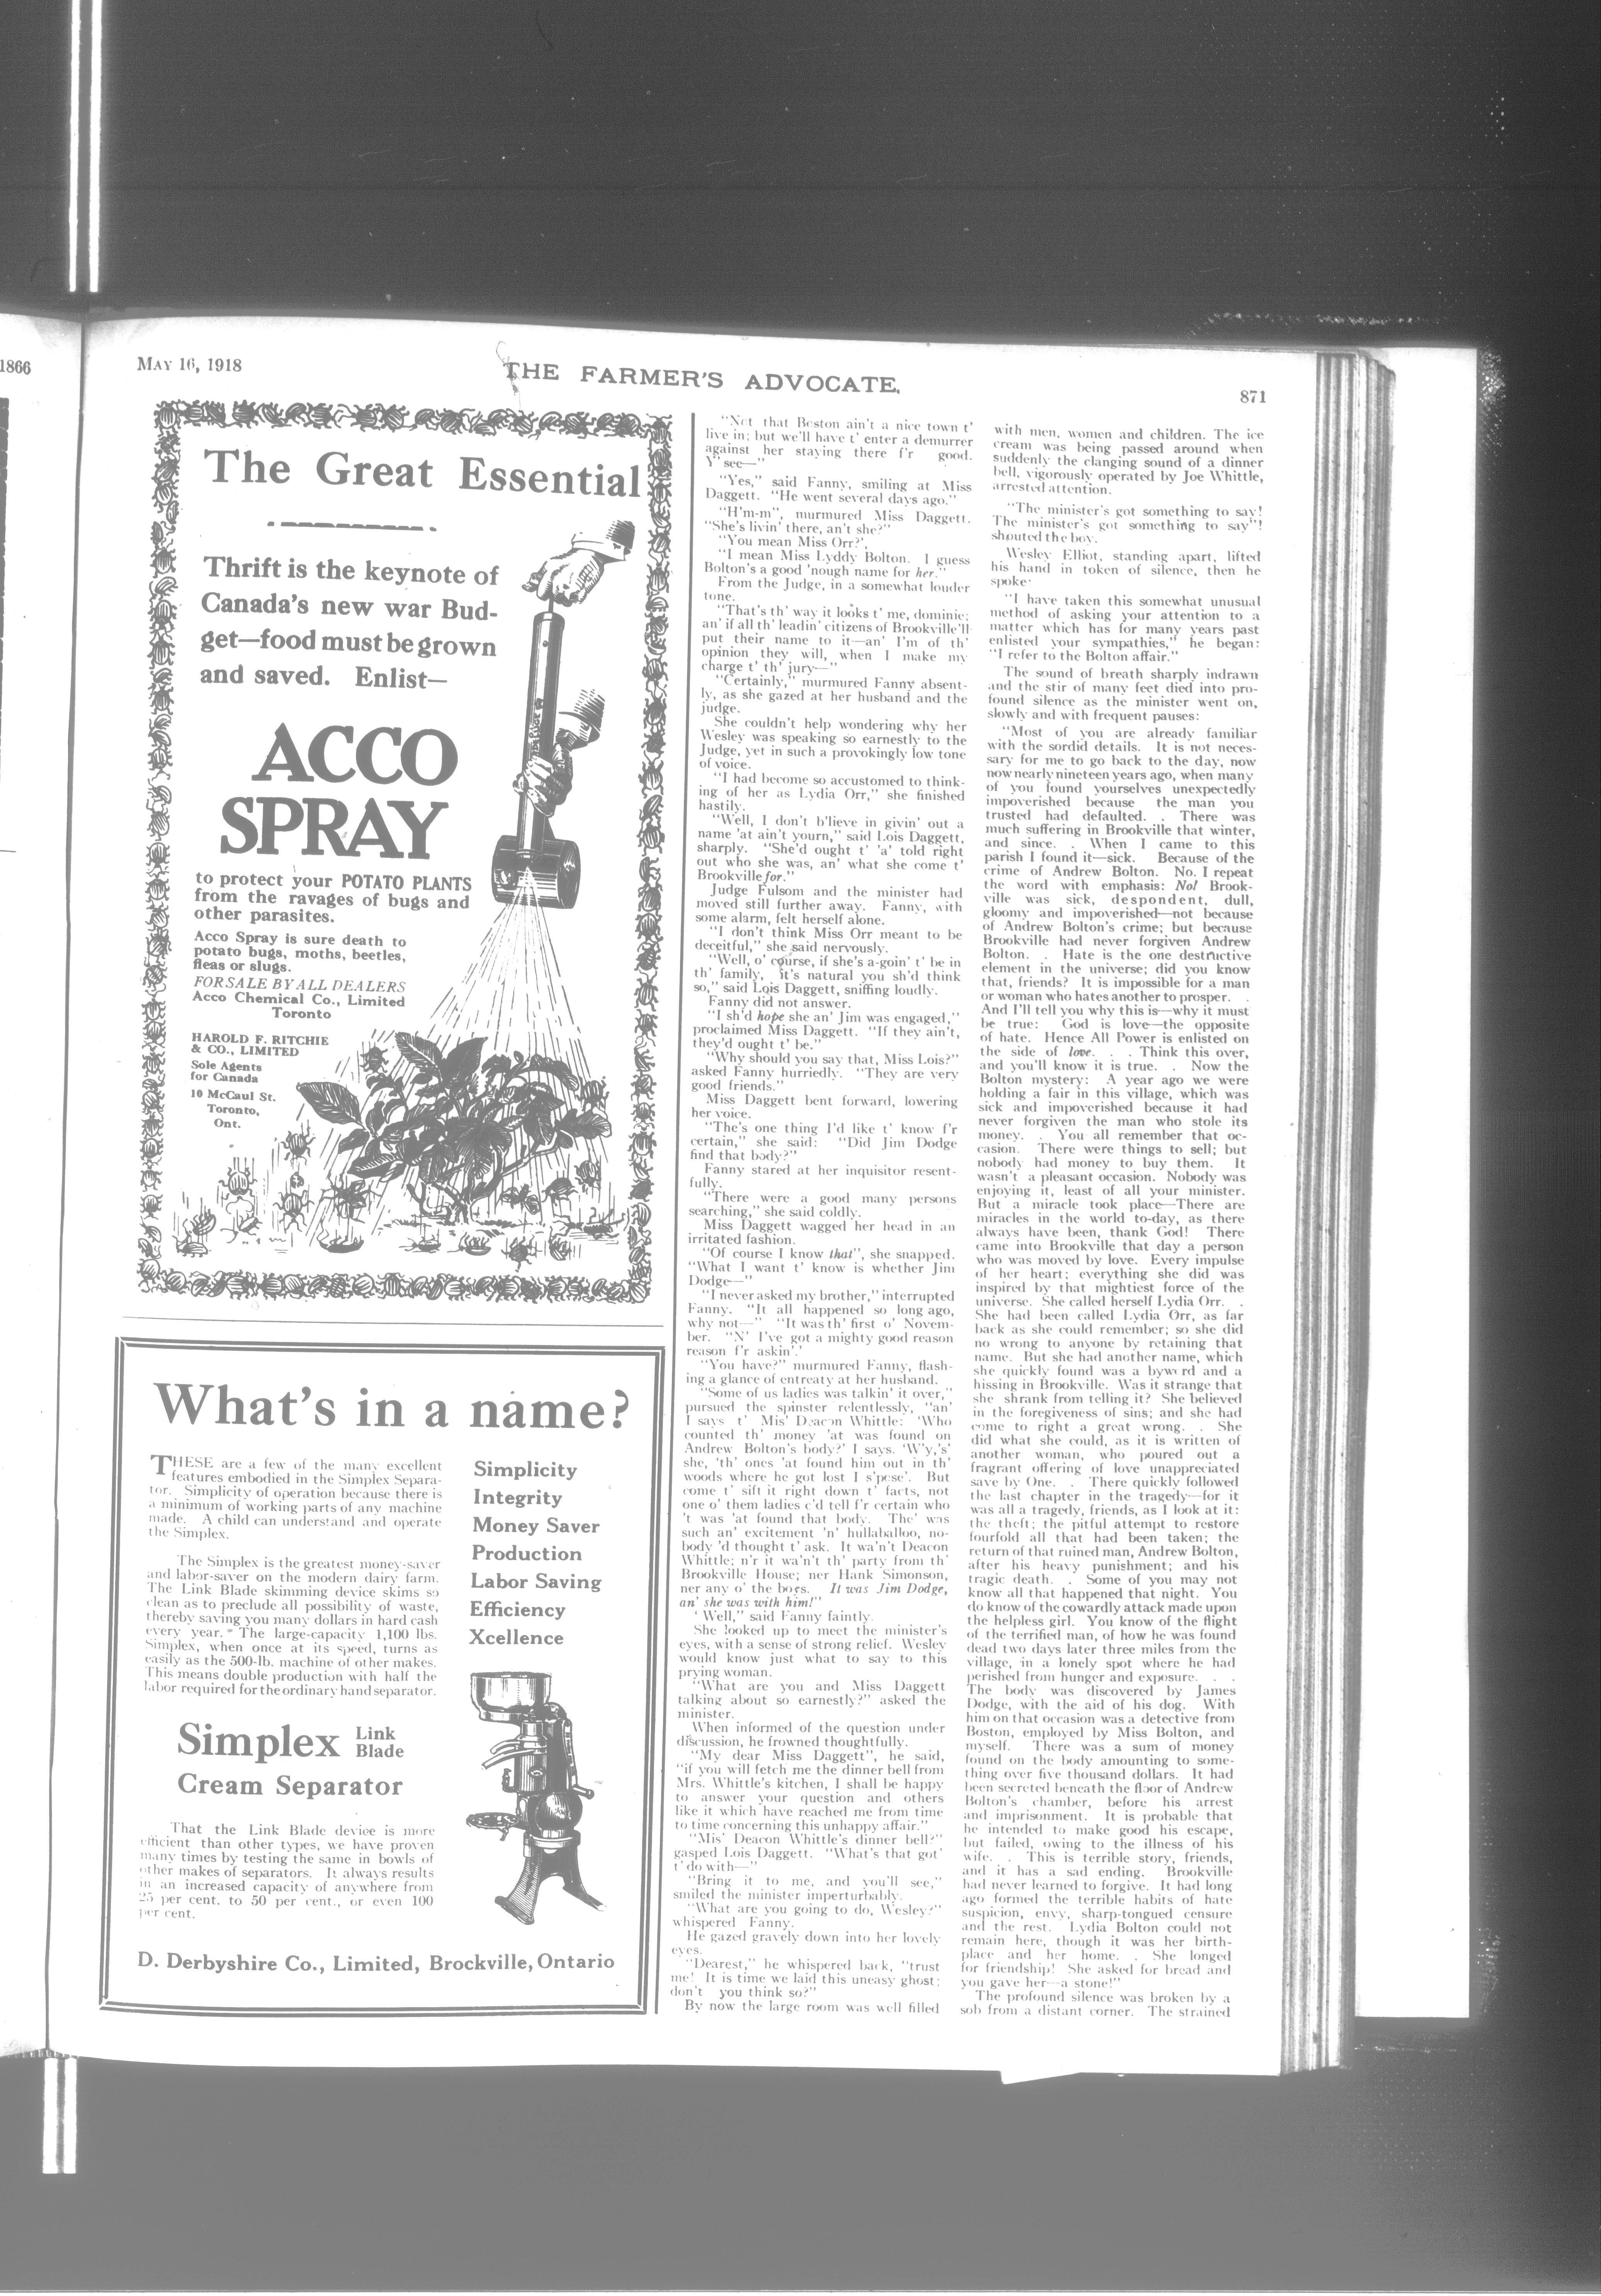 1866
MAY 16, 1918
THE FARMER'S ADVOCATE.
871
The Great Essential
Thrift is the keynote of
Canada's new war Bud-
get—food must be grown
and saved. Enlist—
ACCO
SPRAY
to protect your POTATO PLANTS
from the ravages of bugs and
other parasites.
Acco Spray is sure death to
potato bugs, moths, beetles,
fleas or slugs.
FOR SALE BY ALL DEALERS
Acco Chemical Co., Limited
Toronto
HAROLD F. RITCHIE
& CO., LIMITED
Sole Agents
for Canada
10 McCaul St.
Toronto,
Ont.
What's in a name?
THESE are a few of the many excellent
features embodied in the Simplex Separa-
tor. Simplicity of operation because there is
a minimum of working parts of any machine
made. A child can understand and operate
the Simplex.
The Simplex is the greatest money-saver
and labor-saver on the modern dairy farm.
The Link Blade skimming device skims so
clean as to preclude all possibility of waste,
thereby saving you many dollars in hard cash
every year. The large-capacity 1,100 lbs.
Simplex, when once at its speed, turns as
easily as the 500-lb. machine of other makes.
This means double production with half the
labor required for the ordinary hand separator.
Simplicity
Integrity
Money Saver
Production
Labor Saving
Efficiency
Xcellence
Simplex Link
Blade
Cream Separator
That the Link Blade device is more
efficient than other types, we have proven
many times by testing the same in bowls of
other makes of separators. It always results
in an increased capacity of anywhere from
25 per cent. to 50 per cent., or even 100
per cent.
D. Derbyshire Co., Limited, Brockville, Ontario
"Not that Boston ain't a nice town t'
live in; but we'll have t' enter a demurrer
against her staying there f'r good.
Y' see—"
"Yes," said Fanny, smiling at Miss
Daggett. "He went several days ago."
"H'm-m", murmured Miss Daggett.
"She's livin' there, an't she?"
"You mean Miss Orr?',
"I mean Miss Lyddy Bolton. I guess
Bolton's a good 'nough name for her."
From the Judge, in a somewhat louder
tone.
"That's th' way it looks t' me, dominie;
an' if all th' leadin' citizens of Brookville'll
put their name to it—an' I'm of th'
opinion they will, when I make my
charge t' th' jury—"
"Certainly," murmured Fanny absent-
ly, as she gazed at her husband and the
judge.
She couldn't help wondering why her
Wesley was speaking so earnestly to the
Judge, yet in such a provokingly low tone
of voice.
"I had become so accustomed to think-
ing of her as Lydia Orr," she finished
hastily.
"Well, I don't b'lieve in givin' out a
name 'at ain't yourn," said Lois Daggett,
sharply. "She'd ought t' 'a' told right
out who she was, an' what she come t'
Brookville for."
Judge Fulsom and the minister had
moved still further away. Fanny, with
some alarm, felt herself alone.
"I don't think Miss Orr meant to be
deceitful," she said nervously.
"Well, o' course, if she's a-goin' t' be in
th' family, it's natural you sh'd think
so," said Lois Daggett, sniffing loudly.
Fanny did not answer.
"I sh'd hope she an' Jim was engaged,"
proclaimed Miss Daggett. "If they ain't,
they'd ought t' be."
"Why should you say that, Miss Lois?"
asked Fanny hurriedly. "They are very
good friends."
Miss Daggett bent forward, lowering
her voice.
"The's one thing I'd like t' know f'r
certain," she said: "Did Jim Dodge
find that body?"
Fanny stared at her inquisitor resent-
fully.
"There were a good many persons
searching," she said coldly.
Miss Daggett wagged her head in an
irritated fashion.
"Of course I know that", she snapped.
"What I want t' know is whether Jim
Dodge—"
"I never asked my brother," interrupted
Fanny. "It all happened so long ago,
why not—" "It was th' first o' Novem-
ber. "N' I've got a mighty good reason
reason f'r askin'.'
"You have?" murmured Fanny, flash-
ing a glance of entreaty at her husband.
"Some of us ladies was talkin' it over,"
pursued the spinster relentlessly, "an'
I says t' Mis' Deacon Whittle: 'Who
counted th' money 'at was found on
Andrew Bolton's body?' I says. 'W'y,'s'
she, 'th' ones 'at found him out in th'
woods where he got lost I s'pose'. But
come t' sift it right down t' facts, not
one o' them ladies c'd tell f'r certain who
't was 'at found that body. The' was
such an' excitement 'n' hullaballoo, no-
body 'd thought t' ask. It wa'n't Deacon
Whittle; n'r it wa'n't th' party from th'
Brookville House; ner Hank Simonson,
ner any o' the boys. It was Jim Dodge,
an' she was with him!"
'Well," said Fanny faintly.
She looked up to meet the minister's
eyes, with a sense of strong relief. Wesley
would know just what to say to this
prying woman.
"What are you and Miss Daggett
talking about so earnestly?" asked the
minister.
When informed of the question under
discussion, he frowned thoughtfully.
"My dear Miss Daggett", he said,
"if you will fetch me the dinner bell from
Mrs. Whittle's kitchen, I shall be happy
to answer your question and others
like it which have reached me from time
to time concerning this unhappy affair."
"Mis' Deacon Whittle's dinner bell?"
gasped Lois Daggett. "What's that got'
t' do with—"
"Bring it to me, and you'll see,"
smiled the minister imperturbably.
"What are you going to do, Wesley?"
whispered Fanny.
He gazed gravely down into her lovely
eyes.
"Dearest," he whispered back, "trust
me! It is time we laid this uneasy ghost;
don't you think so?"
By now the large room was well filled
with men, women and children. The ice
cream was being passed around when
suddenly the clanging sound of a dinner
bell, vigorously operated by Joe Whittle,
arrested attention.
"The minister's got something to say!
The minister's got something to say"!
shouted the boy.
Wesley Elliot, standing apart, lifted
his hand in token of silence, then he
spoke:
"I have taken this somewhat unusual
method of asking your attention to a
matter which has for many years past
enlisted your sympathies," he began:
"I refer to the Bolton affair."
The sound of breath sharply indrawn
and the stir of many feet died into pro-
found silence as the minister went on,
slowly and with frequent pauses:
"Most of you are already familiar
with the sordid details. It is not neces-
sary for me to go back to the day, now
now nearly nineteen years ago, when many
of you found yourselves unexpectedly
impoverished because the man you
trusted had defaulted. . There was
much suffering in Brookville that winter,
and since. . When I came to this
parish I found it—sick. Because of the
crime of Andrew Bolton. No. I repeat
the word with emphasis: No! Brook-
ville was sick, despondent, dull,
gloomy and impoverished—not because
of Andrew Bolton's crime; but because
Brookville had never forgiven Andrew
Bolton. . Hate is the one destructive
element in the universe; did you know
that, friends? It is impossible for a man
or woman who hates another to prosper. .
And I'll tell you why this is—why it must
be true: God is love—the opposite
of hate. Hence All Power is enlisted on
the side of love. . . Think this over,
and you'll know it is true. . Now the
Bolton mystery: A year ago we were
holding a fair in this village, which was
sick and impoverished because it had
never forgiven the man who stole its
money. . You all remember that oc-
casion. There were things to sell; but
nobody had money to buy them. It
wasn't a pleasant occasion. Nobody was
enjoying it, least of all your minister.
But a miracle took place—There are
miracles in the world to-day, as there
always have been, thank God! There
came into Brookville that day a person
who was moved by love. Every impulse
of her heart; everything she did was
inspired by that mightiest force of the
universe. She called herself Lydia Orr. .
She had been called Lydia Orr, as far
back as she could remember; so she did
no wrong to anyone by retaining that
name. But she had another name, which
she quickly found was a byw rd and a
hissing in Brookville. Was it strange that
she shrank from telling it? She believed
in the foregiveness of sins; and she had
come to right a great wrong. . She
did what she could, as it is written of
another woman, who poured out a
fragrant offering of love unappreciated
save by One. . There quickly followed
the last chapter in the tragedy—for it
was all a tragedy, friends, as I look at it:
the theft; the pitful attempt to restore
fourfold all that had been taken; the
return of that ruined man, Andrew Bolton,
after his heavy punishment; and his
tragic death. . Some of you may not
know all that happened that night. You
do know of the cowardly attack made upon
the helpless girl. You know of the flight
of the terrified man, of how he was found
dead two days later three miles from the
village, in a lonely spot where he had
perished from hunger and exposure. . .
The body was discovered by James
Dodge, with the aid of his dog. With
him on that occasion was a detective from
Boston, employed by Miss Bolton, and
myself. There was a sum of money
found on the body amounting to some-
thing over five thousand dollars. It had
been secreted beneath the floor of Andrew
Bolton's chamber, before his arrest
and imprisonment. It is probable that
he intended to make good his escape,
but failed, owing to the illness of his
wife. . This is terrible story, friends,
and it has a sad ending. Brookville
had never learned to forgive. It had long
ago formed the terrible habits of hate
suspicion, envy, sharp-tongued censure
and the rest. Lydia Bolton could not
remain here, though it was her birth-
place and her home. . She longed
for friendship! She asked for bread and
you gave her—a stone!"
The profound silence was broken by a
sob from a distant corner. The strained